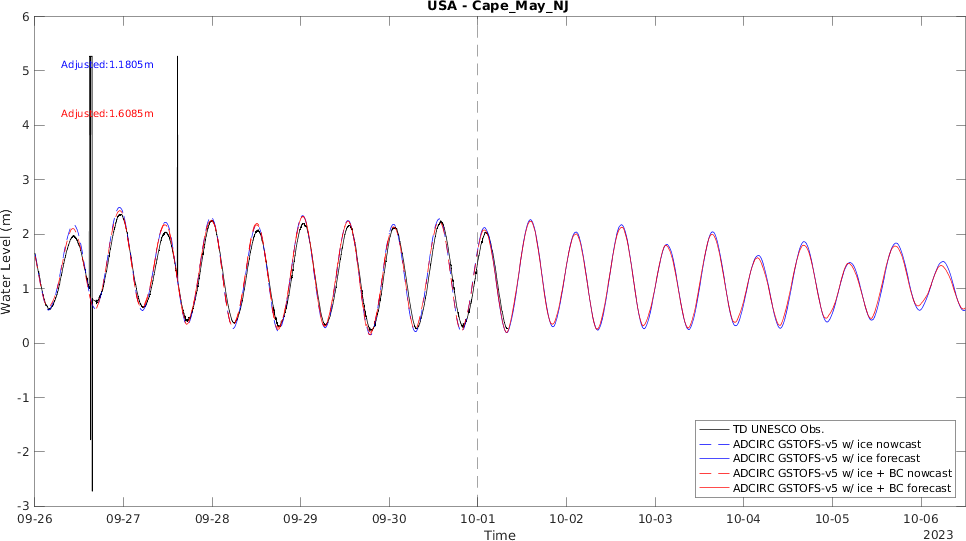 USA - Cape_May_NJ
6
5
4
3
2
1
0
-1
-2
-3
Water Level (m)
Adjusted:1.1805m
Adjusted:1.6085m
TD UNESCO Obs.
ADCIRC GSTOFS-v5 w/ ice nowcast
ADCIRC GSTOFS-v5 w/ ice forecast
ADCIRC GSTOFS-v5 w/ ice + BC nowcast
ADCIRC GSTOFS-v5 w/ ice + BC forecast
09-26 09-27 09-28 09-29 09-30 10-01 10-02 10-03 10-04 10-05 10-06
Time
2023